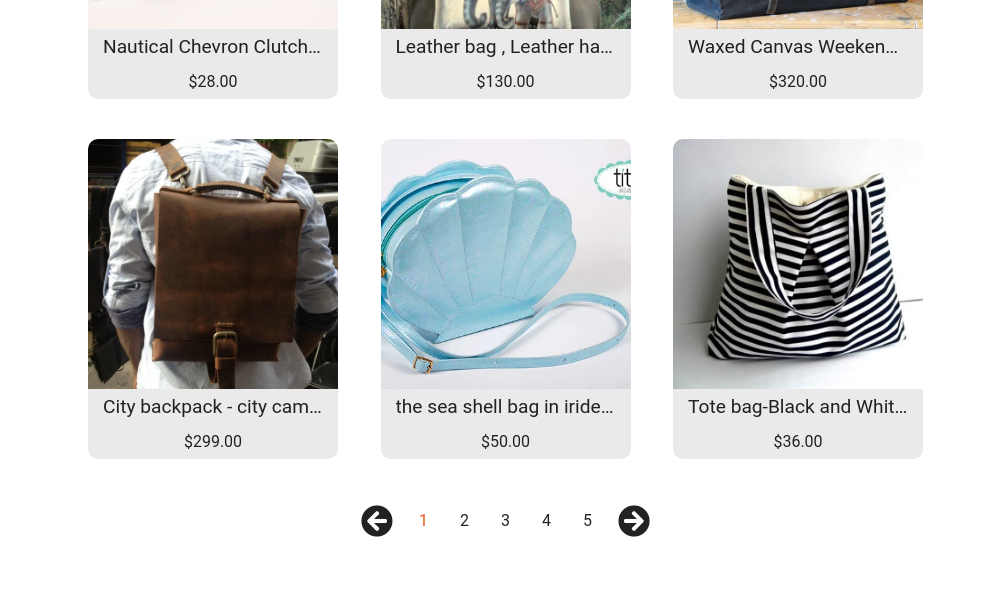 Nautical Chevron Clutch...
Leather bag , Leather ha...
Waxed Canvas Weeken...
$28.00
$130.00
$320.00
tit
City backpack - city cam...
the sea shell bag in iride...
Tote bag-Black and Whit...
$299.00
$50.00
$36.00
1 2 3 4 5